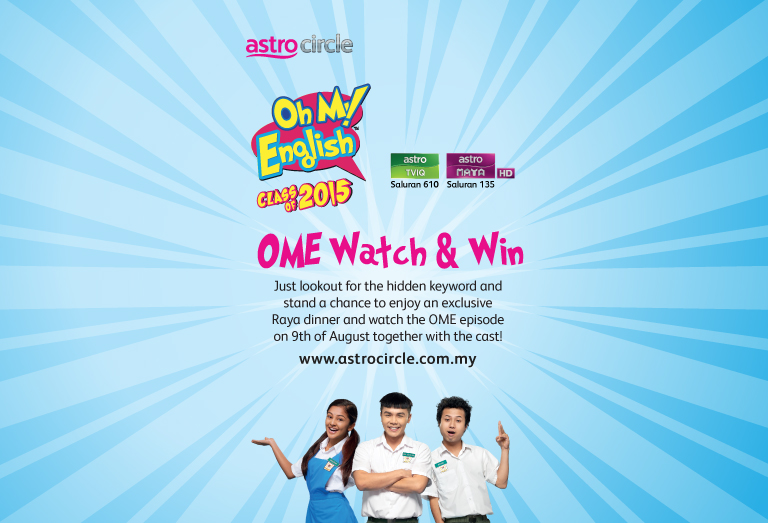 astro circle
Oh My!
English™
CLASS
OF 2015
astro
TVIQ
Saluran 610
astro
MAYA HD
Saluran 135
OME Watch & Win
Just lookout for the hidden keyword and
stand a chance to enjoy an exclusive
Raya dinner and watch the OME episode
on 9th of August together with the cast!
www.astrocircle.com.my